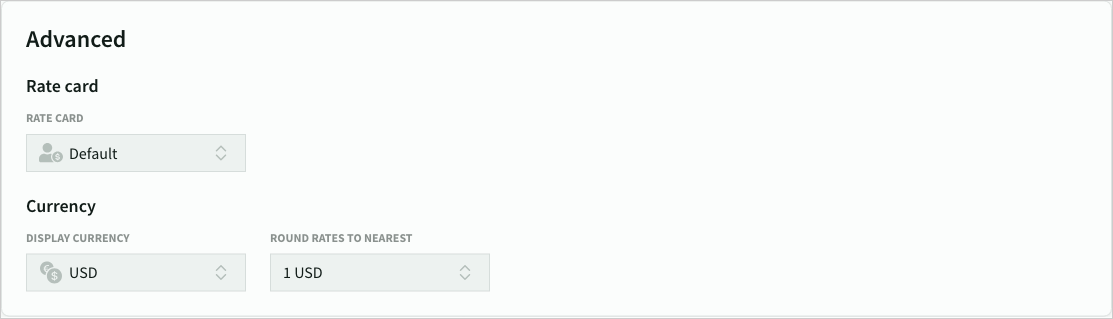 Advanced
Rate card
RATE CARD
Default
Currency
DISPLAY CURRENCY
ROUND RATES TO NEAREST
USD
1 USD